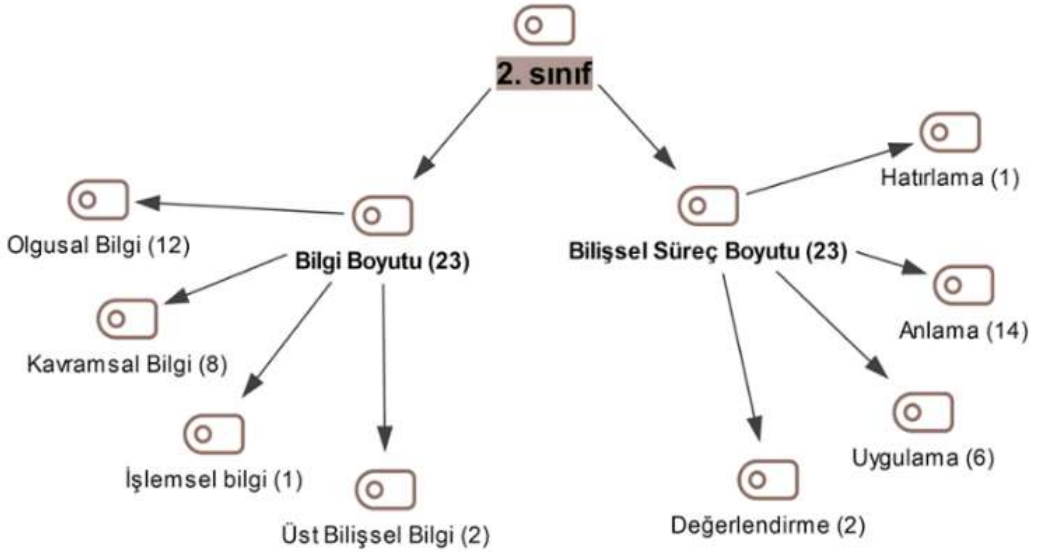 2. sınıf
Hatırlama (1)
Olgusal Bilgi (12)
Bilgi Boyutu (23)
Bilişsel Süreç Boyutu (23)
Anlama (14)
Kavramsal Bilgi (8)
Uygulama (6)
İşlemsel bilgi (1)
Üst Bilişsel Bilgi (2)
Değerlendirme (2)